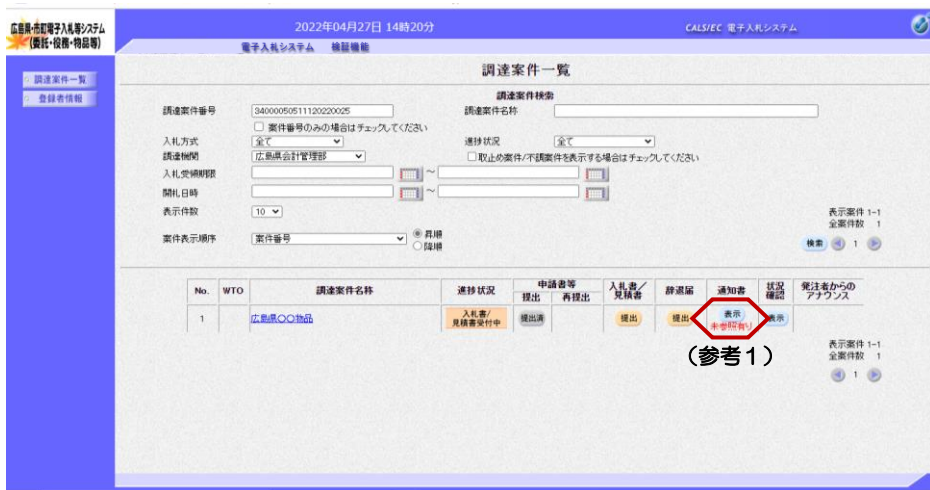 広島県・市町電子入札等システム
(委託・役務・物品等)
2022年04月27日 14時20分
CALS/EC 電子入札システム
電子入札システム 検証機能
調達案件一覧
登録者情報
調達案件一覧
調達案件検索
調達案件番号 34000050511120220025 調達案件名称
案件番号のみの場合はチェックしてください
入札方式 全て 進捗状況 全て
調達機関 広島県会計管理部 取止め案件/不調案件を表示する場合はチェックしてください
入札受領期限 ~
開札日時 ~
表示件数 10
表示案件 1-1
全案件数 1
案件表示順序 案件番号 昇順
降順
検索 1
No. WTO 調達案件名称 進捗状況 申請書等 入札書/見積書 辞退届 通知書 状況確認 発注者からのアナウンス
提出 再提出
1 広島県〇〇物品 入札書/見積書受付中 提出済 提出 提出 表示 表示
未参照有り
(参考1)
表示案件 1-1
全案件数 1
1